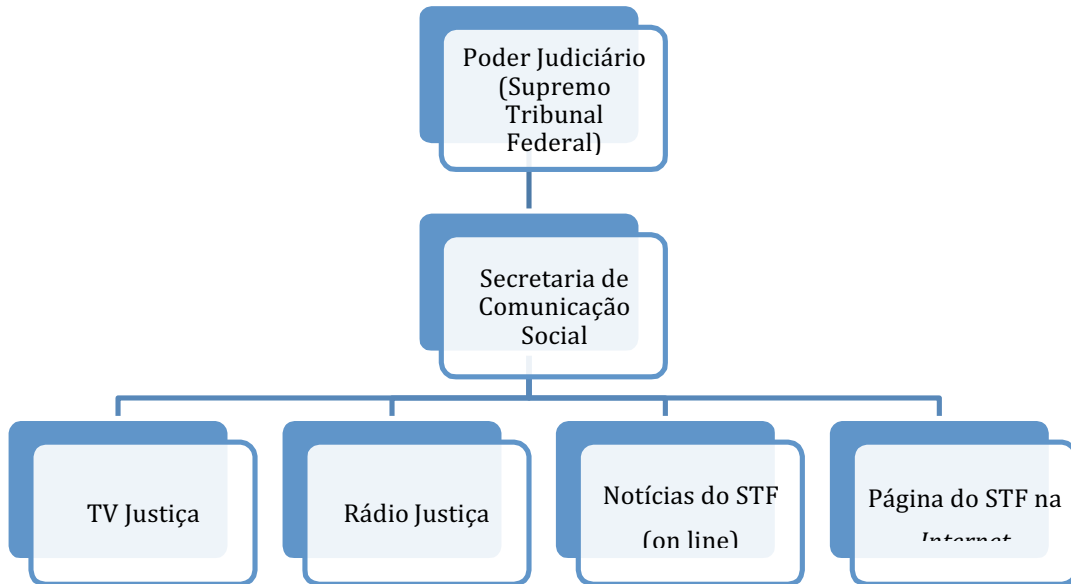 Poder Judiciário
(Supremo
Tribunal
Federal)
Secretaria de
Comunicação
Social
TV Justiça
Rádio Justiça
Notícias do STF
(on line)
Página do STF na
Internet